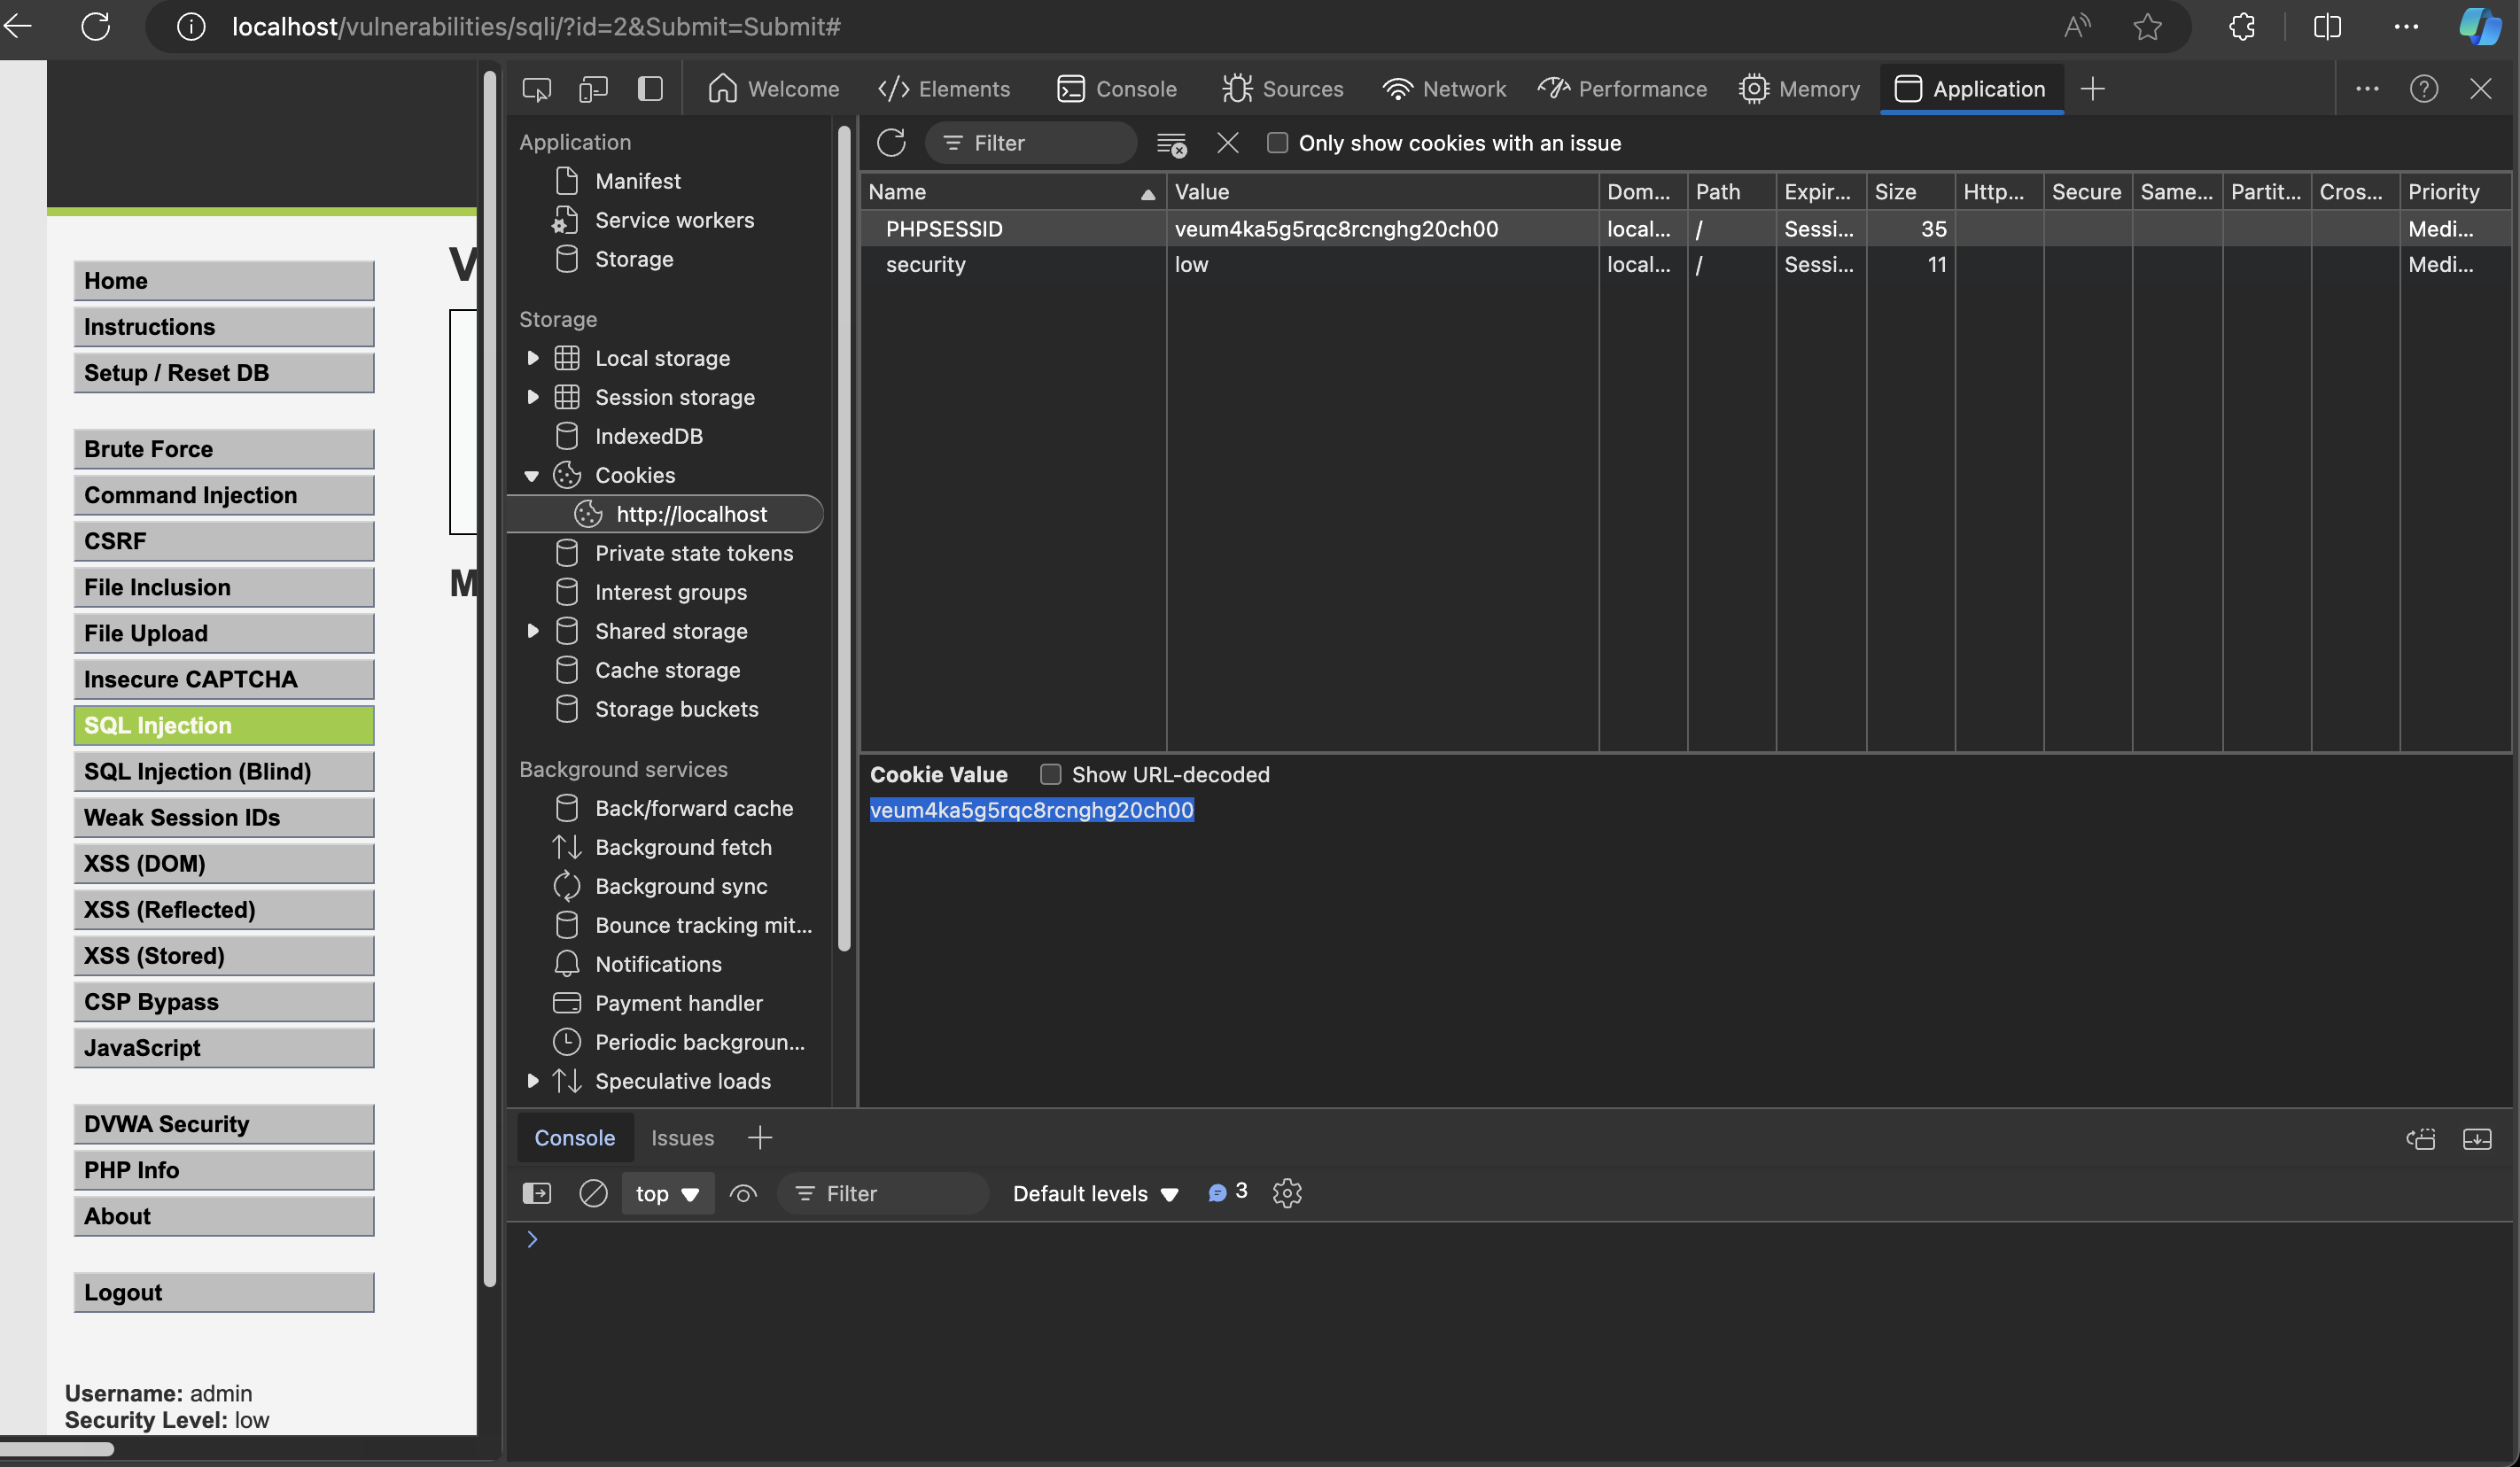 localhost/vulnerabilities/sqli/?id=2&Submit=Submit#
Welcome
Elements
Console
Sources
Network
Performance
Memory
Application
Home
Instructions
Setup / Reset DB
Brute Force
Command Injection
CSRF
File Inclusion
File Upload
Insecure CAPTCHA
SQL Injection
SQL Injection (Blind)
Weak Session IDs
XSS (DOM)
XSS (Reflected)
XSS (Stored)
CSP Bypass
JavaScript
DVWA Security
PHP Info
About
Logout
Username: admin
Security Level: low
V
M
Application
Manifest
Service workers
Storage
Storage
Local storage
Session storage
IndexedDB
Cookies
http://localhost
Private state tokens
Interest groups
Shared storage
Cache storage
Storage buckets
Background services
Back/forward cache
Background fetch
Background sync
Bounce tracking mit...
Notifications
Payment handler
Periodic backgroun...
Speculative loads
Filter
Only show cookies with an issue
Name Value Dom... Path Expir... Size Http... Secure Same... Partit... Cros... Priority
PHPSESSID veum4ka5g5rqc8rcnghg20ch00 local... / Sessi... 35 Medi...
security low local... / Sessi... 11 Medi...
Cookie Value Show URL-decoded
veum4ka5g5rqc8rcnghg20ch00
Console Issues
top Filter Default levels 3